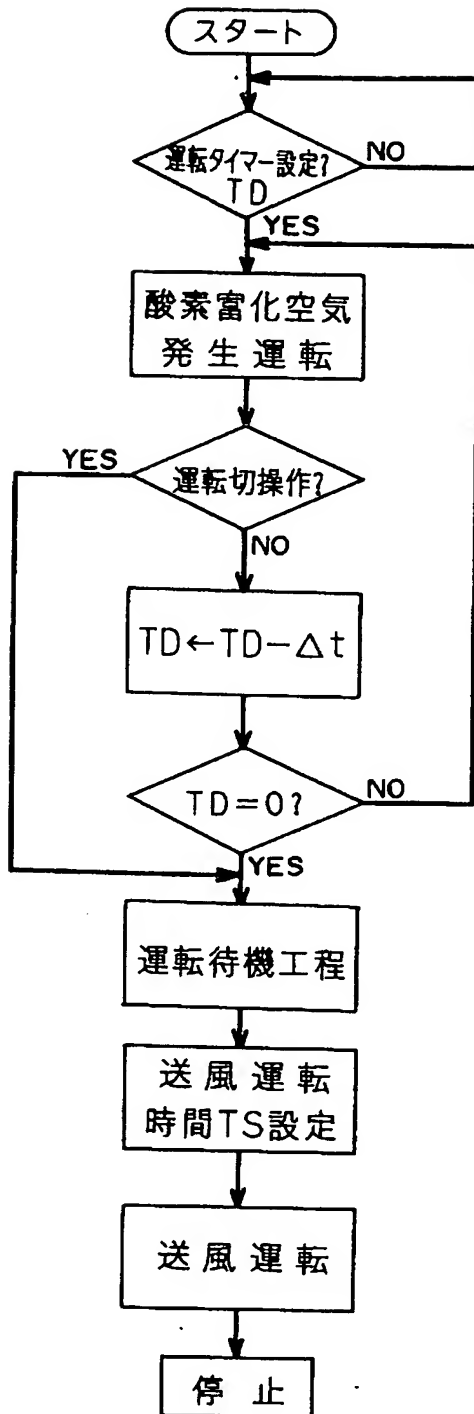 スタート
運転タイマー設定?
TD
NO
YES
酸素富化空気
発生運転
YES
運転切操作?
NO
TD←TD−△t
TD=0?
NO
YES
運転待機工程
送風運転
時間TS設定
送風運転
停止